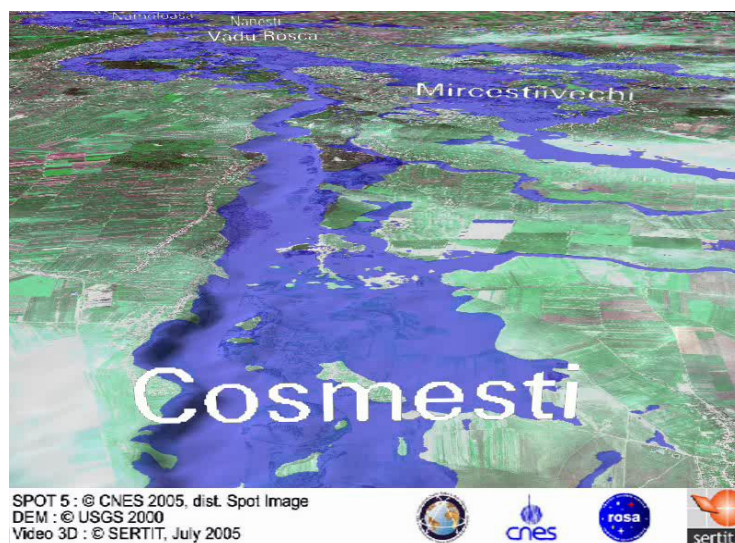 Namoloasa
Nanesti
Vadu Rosca
Mircestiivechi
Cosmesti
SPOT 5 : © CNES 2005, dist. Spot Image
DEM : © USGS 2000
Video 3D : © SERTIT, July 2005
cnes
rosa
sertit